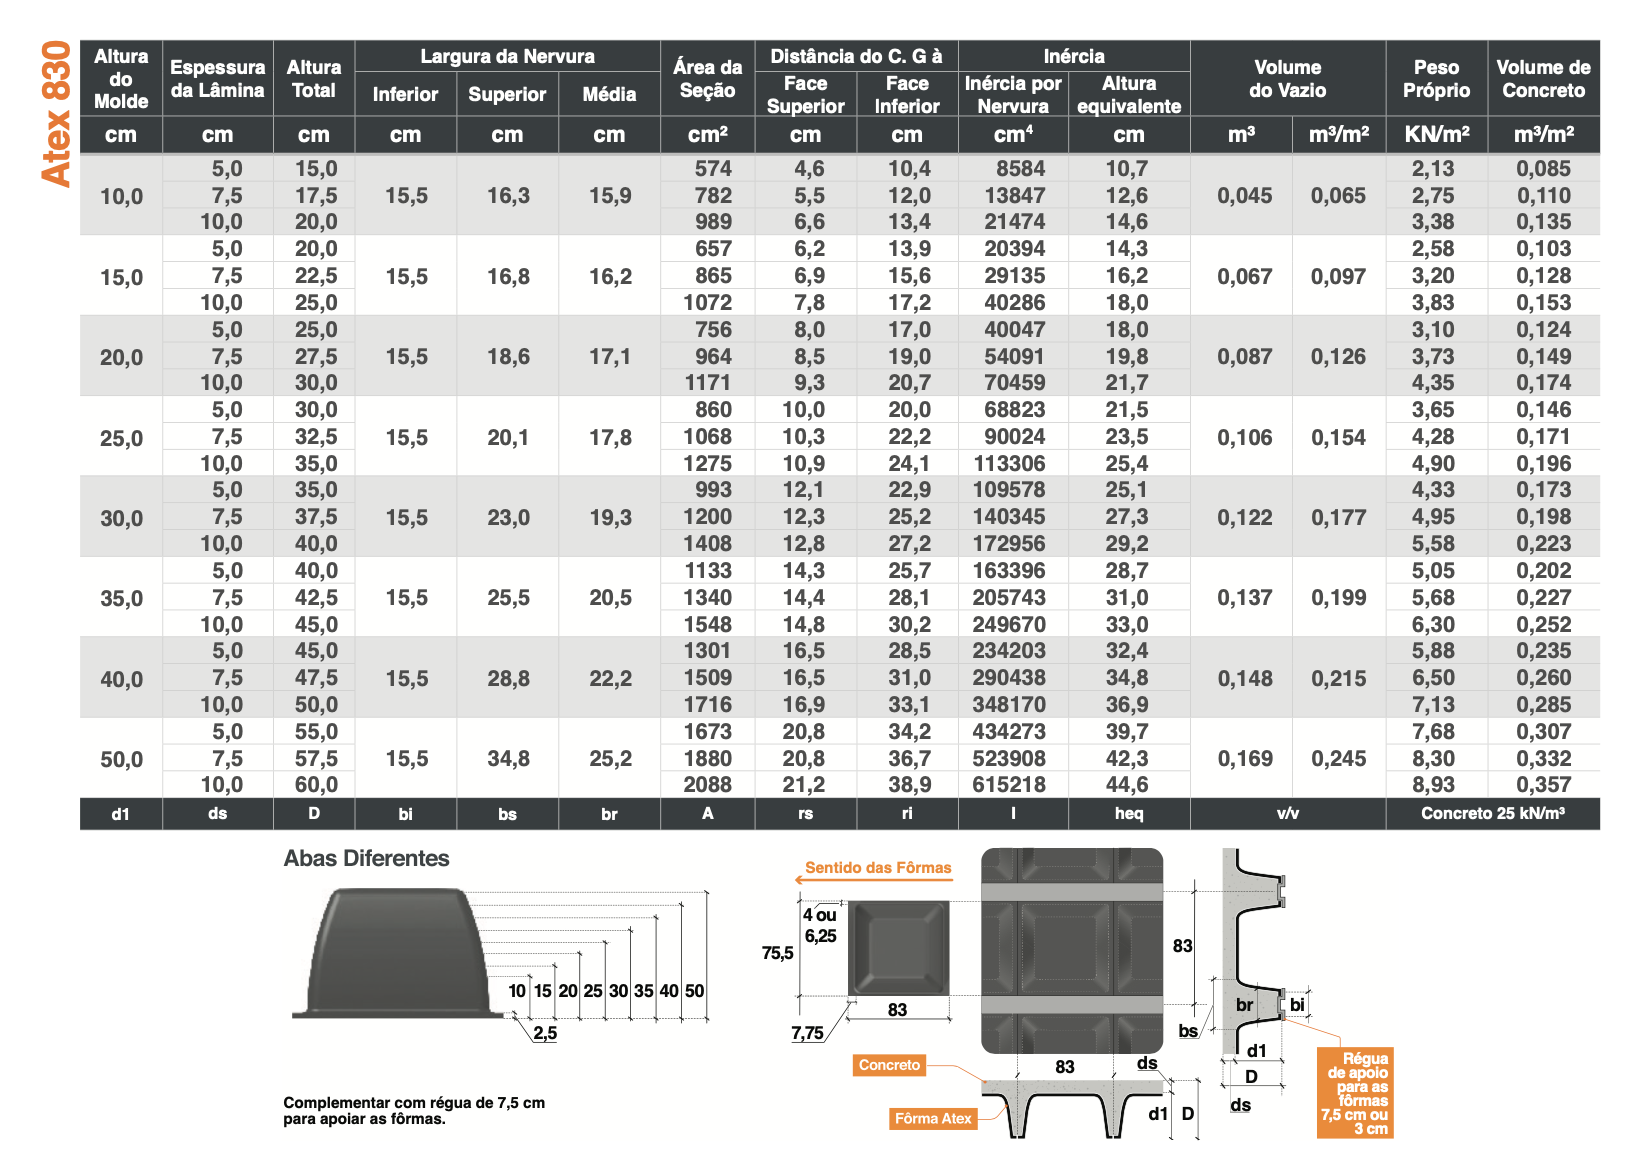 Atex 830
Altura do Molde Espessura da Lâmina Altura Total Largura da Nervura Área da Seção Distância do C. G à Inércia Volume do Vazio Peso Próprio Volume de Concreto
Inferior Superior Média Face Superior Face Inferior Inércia por Nervura Altura equivalente
cm cm cm cm cm cm cm² cm cm cm⁴ cm m³ m³/m² KN/m² m³/m²
5,0 15,0 574 4,6 10,4 8584 10,7 2,13 0,085
10,0 7,5 17,5 15,5 16,3 15,9 782 5,5 12,0 13847 12,6 0,045 0,065 2,75 0,110
10,0 20,0 989 6,6 13,4 21474 14,6 3,38 0,135
5,0 20,0 657 6,2 13,9 20394 14,3 2,58 0,103
15,0 7,5 22,5 15,5 16,8 16,2 865 6,9 15,6 29135 16,2 0,067 0,097 3,20 0,128
10,0 25,0 1072 7,8 17,2 40286 18,0 3,83 0,153
5,0 25,0 756 8,0 17,0 40047 18,0 3,10 0,124
20,0 7,5 27,5 15,5 18,6 17,1 964 8,5 19,0 54091 19,8 0,087 0,126 3,73 0,149
10,0 30,0 1171 9,3 20,7 70459 21,7 4,35 0,174
5,0 30,0 860 10,0 20,0 68823 21,5 3,65 0,146
25,0 7,5 32,5 15,5 20,1 17,8 1068 10,3 22,2 90024 23,5 0,106 0,154 4,28 0,171
10,0 35,0 1275 10,9 24,1 113306 25,4 4,90 0,196
5,0 35,0 993 12,1 22,9 109578 25,1 4,33 0,173
30,0 7,5 37,5 15,5 23,0 19,3 1200 12,3 25,2 140345 27,3 0,122 0,177 4,95 0,198
10,0 40,0 1408 12,8 27,2 172956 29,2 5,58 0,223
5,0 40,0 1133 14,3 25,7 163396 28,7 5,05 0,202
35,0 7,5 42,5 15,5 25,5 20,5 1340 14,4 28,1 205743 31,0 0,137 0,199 5,68 0,227
10,0 45,0 1548 14,8 30,2 249670 33,0 6,30 0,252
5,0 45,0 1301 16,5 28,5 234203 32,4 5,88 0,235
40,0 7,5 47,5 15,5 28,8 22,2 1509 16,5 31,0 290438 34,8 0,148 0,215 6,50 0,260
10,0 50,0 1716 16,9 33,1 348170 36,9 7,13 0,285
5,0 55,0 1673 20,8 34,2 434273 39,7 7,68 0,307
50,0 7,5 57,5 15,5 34,8 25,2 1880 20,8 36,7 523908 42,3 0,169 0,245 8,30 0,332
10,0 60,0 2088 21,2 38,9 615218 44,6 8,93 0,357
d1 ds D bi bs br A rs ri I heq v/v Concreto 25 kN/m³
Abas Diferentes
10 15 20 25 30 35 40 50
2,5
Complementar com régua de 7,5 cm
para apoiar as fôrmas.
Sentido das Fôrmas
4 ou
6,25
75,5
83
7,75
83
83
Concreto
Fôrma Atex
ds
d1 D
br
bi
bs
d1
D
ds
Régua
de apoio
para as
fôrmas
7,5 cm ou
3 cm